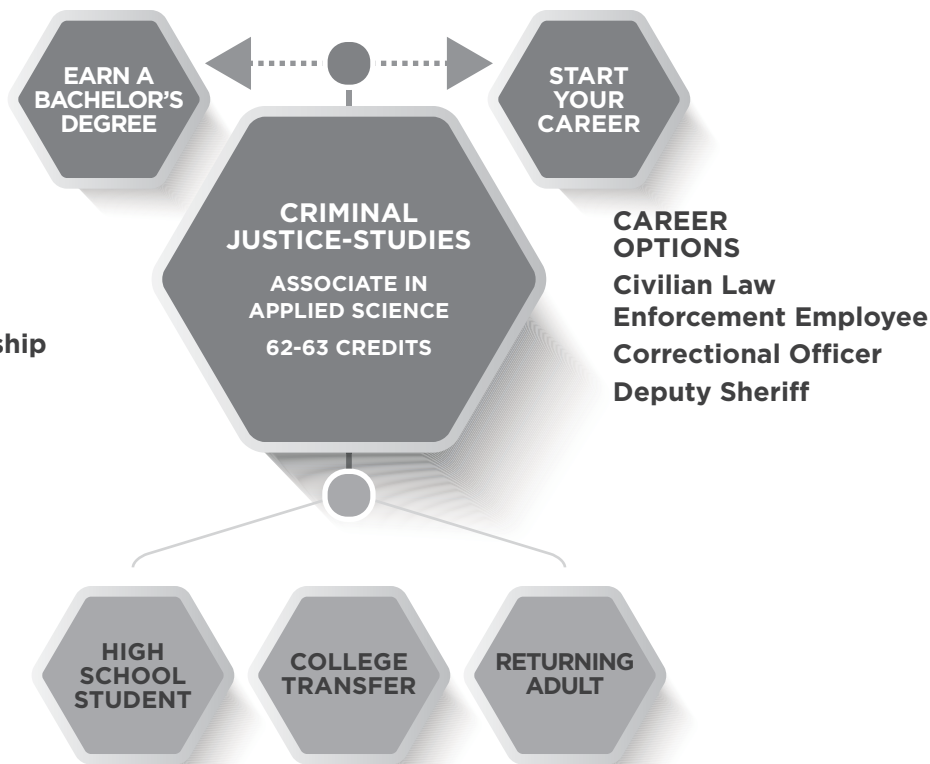 EARN A
BACHELOR'S
DEGREE
START
YOUR
CAREER
CRIMINAL
JUSTICE-STUDIES
ASSOCIATE IN
APPLIED SCIENCE
62-63 CREDITS
CAREER
OPTIONS
Civilian Law
Enforcement Employee
Correctional Officer
Deputy Sheriff
HIGH
SCHOOL
STUDENT
COLLEGE
TRANSFER
RETURNING
ADULT